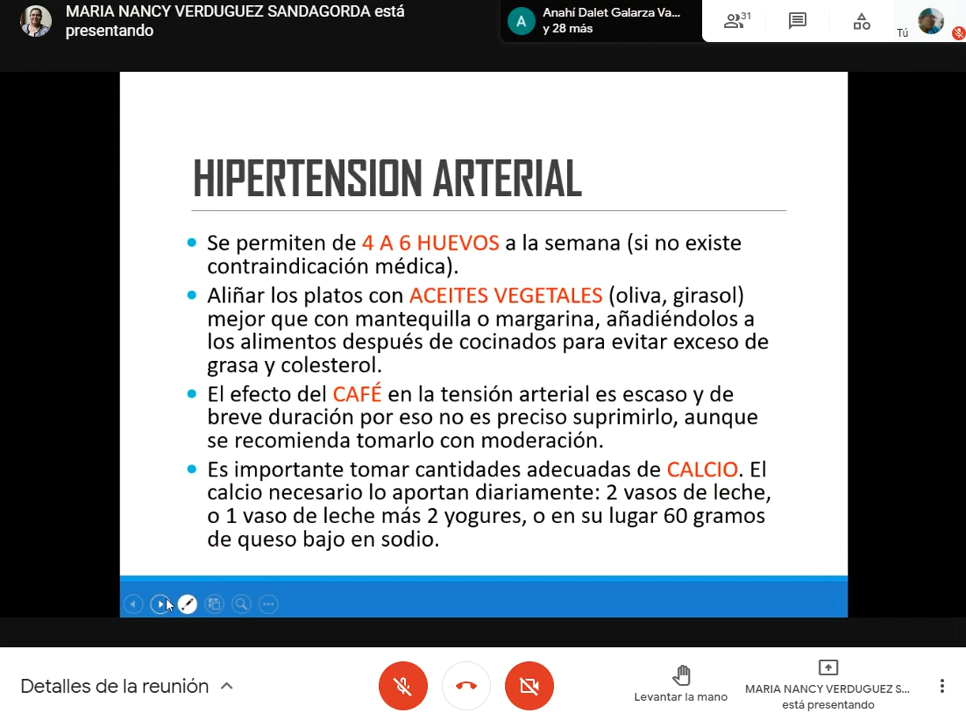 MARIA NANCY VERDUGUEZ SANDAGORDA está
presentando
A
Anahí Dalet Galarza Va...
y 28 más
31
Tú
HIPERTENSION ARTERIAL
• Se permiten de 4 A 6 HUEVOS a la semana (si no existe
contraindicación médica).
• Aliñar los platos con ACEITES VEGETALES (oliva, girasol)
mejor que con mantequilla o margarina, añadiéndolos a
los alimentos después de cocinados para evitar exceso de
grasa y colesterol.
• El efecto del CAFÉ en la tensión arterial es escaso y de
breve duración por eso no es preciso suprimirlo, aunque
se recomienda tomarlo con moderación.
• Es importante tomar cantidades adecuadas de CALCIO. El
calcio necesario lo aportan diariamente: 2 vasos de leche,
o 1 vaso de leche más 2 yogures, o en su lugar 60 gramos
de queso bajo en sodio.
Detalles de la reunión
Levantar la mano
MARIA NANCY VERDUGUEZ S...
está presentando